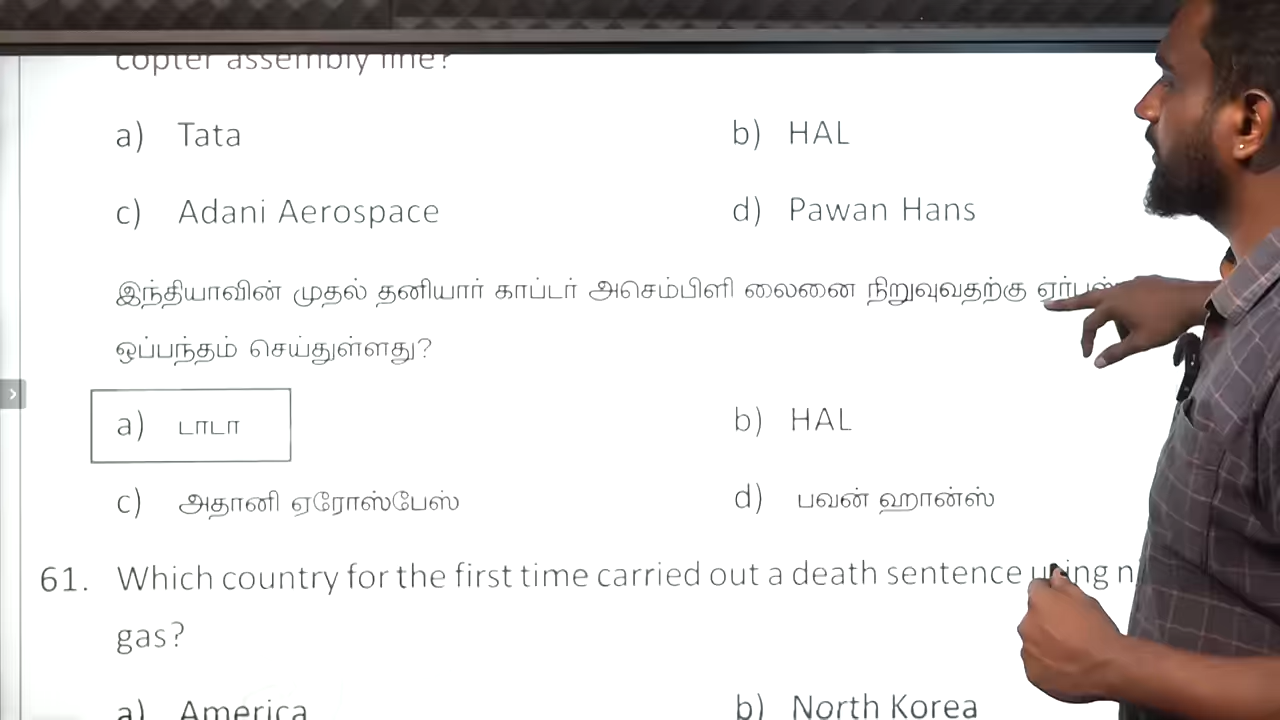 copter assembly line?
a) Tata
b) HAL
c) Adani Aerospace
d) Pawan Hans
இந்தியாவின் முதல் தனியார் காப்டர் அசெம்பிளி லைனை நிறுவுவதற்கு
ஒப்பந்தம் செய்துள்ளது?
a) டாடா
b) HAL
c) அதானி ஏரோஸ்பேஸ்
d) பவன் ஹான்ஸ்
61. Which country for the first time carried out a death sentence using
gas?
a) America
b) North Korea